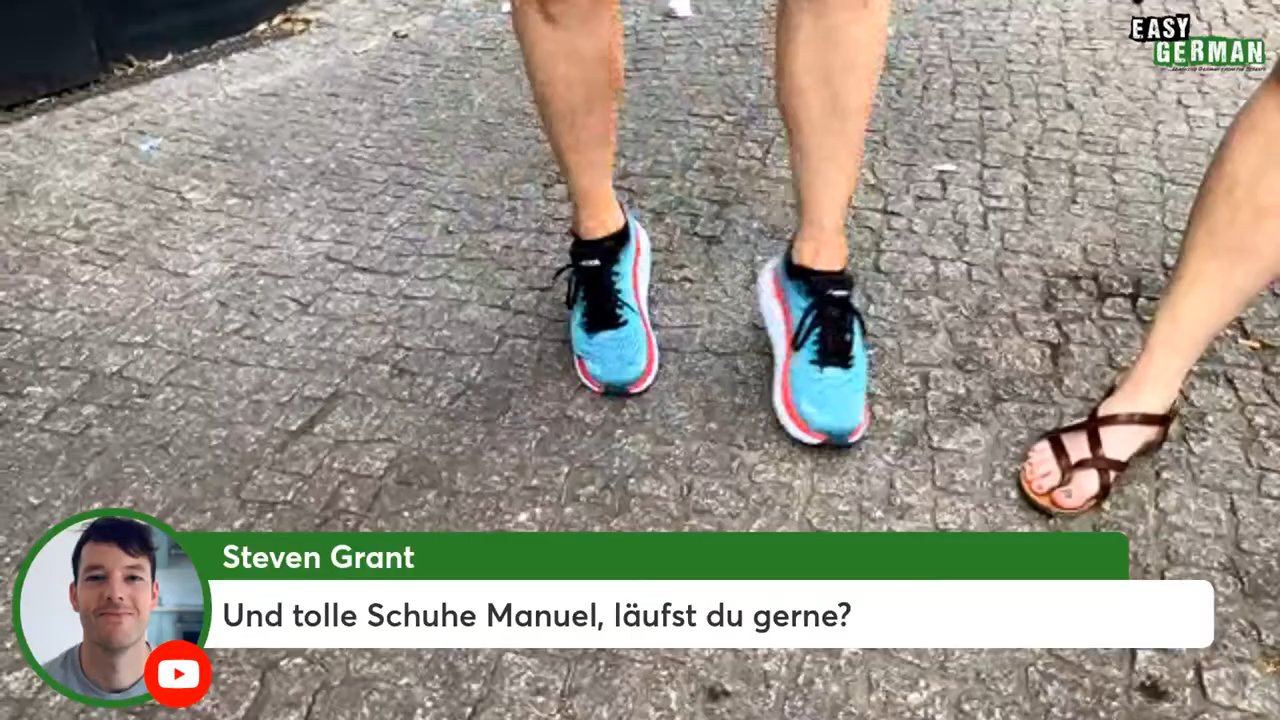 EASY
GERMAN
Steven Grant
Und tolle Schuhe Manuel, läufst du gerne?